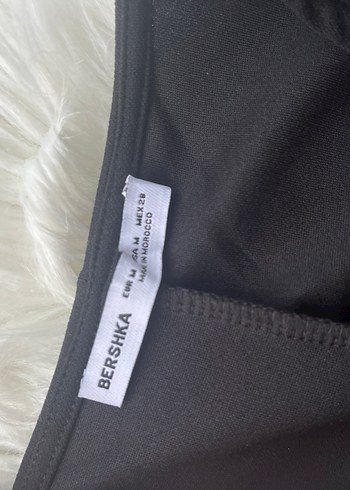 BERSHKA
EUR M USA M MEX 28
MADE IN MOROCCO